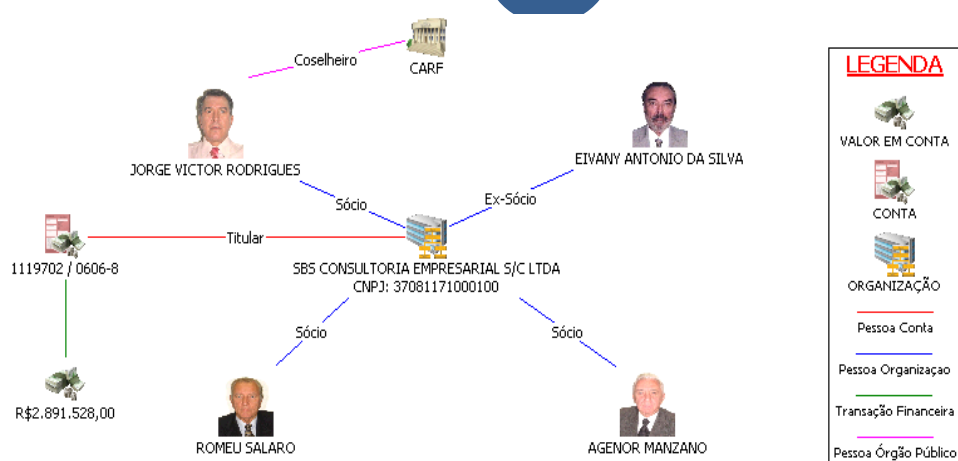 Coselheiro
CARF
JORGE VICTOR RODRIGUES
EIVANY ANTONIO DA SILVA
Sócio
Ex-Sócio
1119702 / 0606-8
Titular
SBS CONSULTORIA EMPRESARIAL S/C LTDA
CNPJ: 37081171000100
Sócio
Sócio
R$2.891.528,00
ROMEU SALARO
AGENOR MANZANO
LEGENDA
VALOR EM CONTA
CONTA
ORGANIZAÇÃO
Pessoa Conta
Pessoa Organizaçao
Transação Financeira
Pessoa Órgão Público